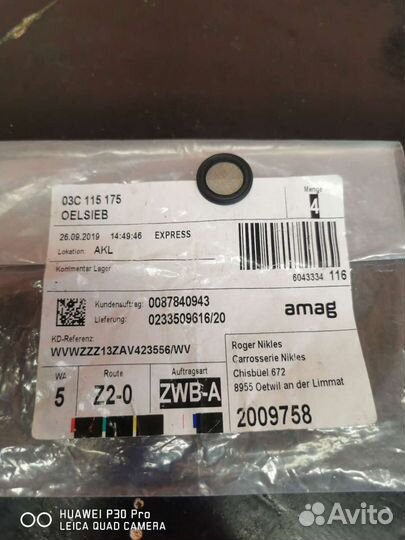 03C 115 175
OELSIEB
Menge
4
26.09.2019 14:49:46 EXPRESS
Lokation: AKL
Kommentar Lager
-
6043334 116
Kundenauftrag: 0087840943
Lieferung: 0233509616/20
amag
KD-Referenz:
WVWZZZ13ZAV423556/WV
Roger Nikles
Carrosserie Nikles
Chisbüel 672
8955 Oetwil an der Limmat
WA Route Auftragsart
5 Z2-0 ZWB-A
2009758
HUAWEI P30 Pro
LEICA QUAD CAMERA
Avito